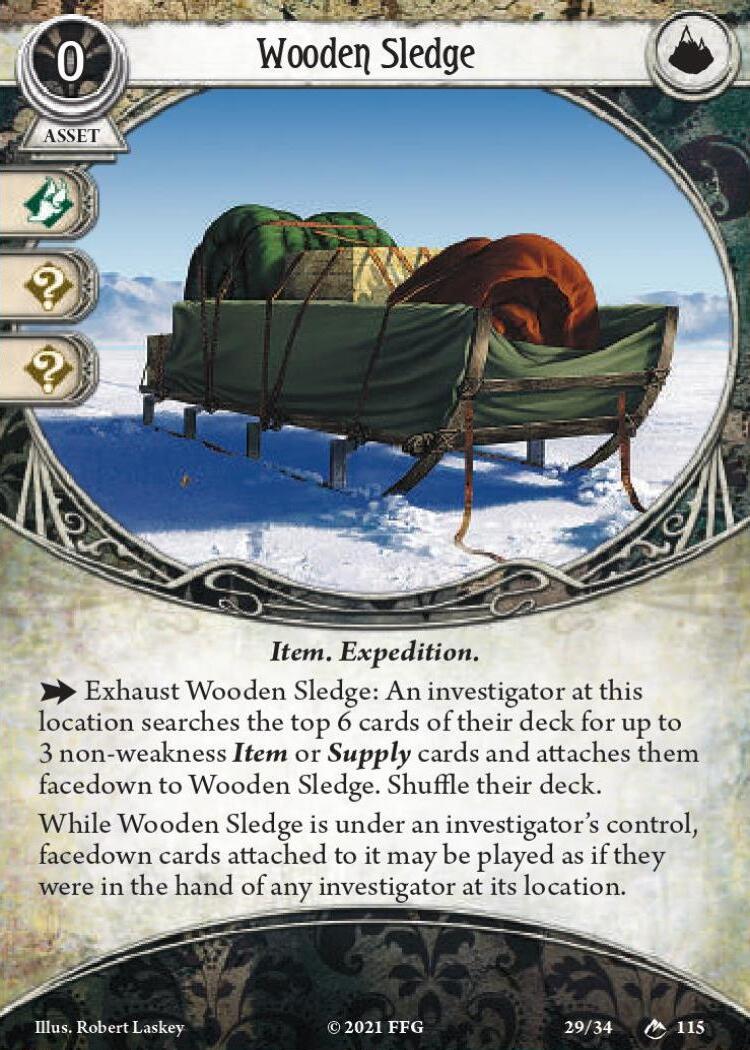 0
Wooden Sledge
ASSET
?
?
Item. Expedition.
Exhaust Wooden Sledge: An investigator at this
location searches the top 6 cards of their deck for up to
3 non-weakness Item or Supply cards and attaches them
facedown to Wooden Sledge. Shuffle their deck.
While Wooden Sledge is under an investigator’s control,
facedown cards attached to it may be played as if they
were in the hand of any investigator at its location.
Illus. Robert Laskey © 2021 FFG 29/34 115